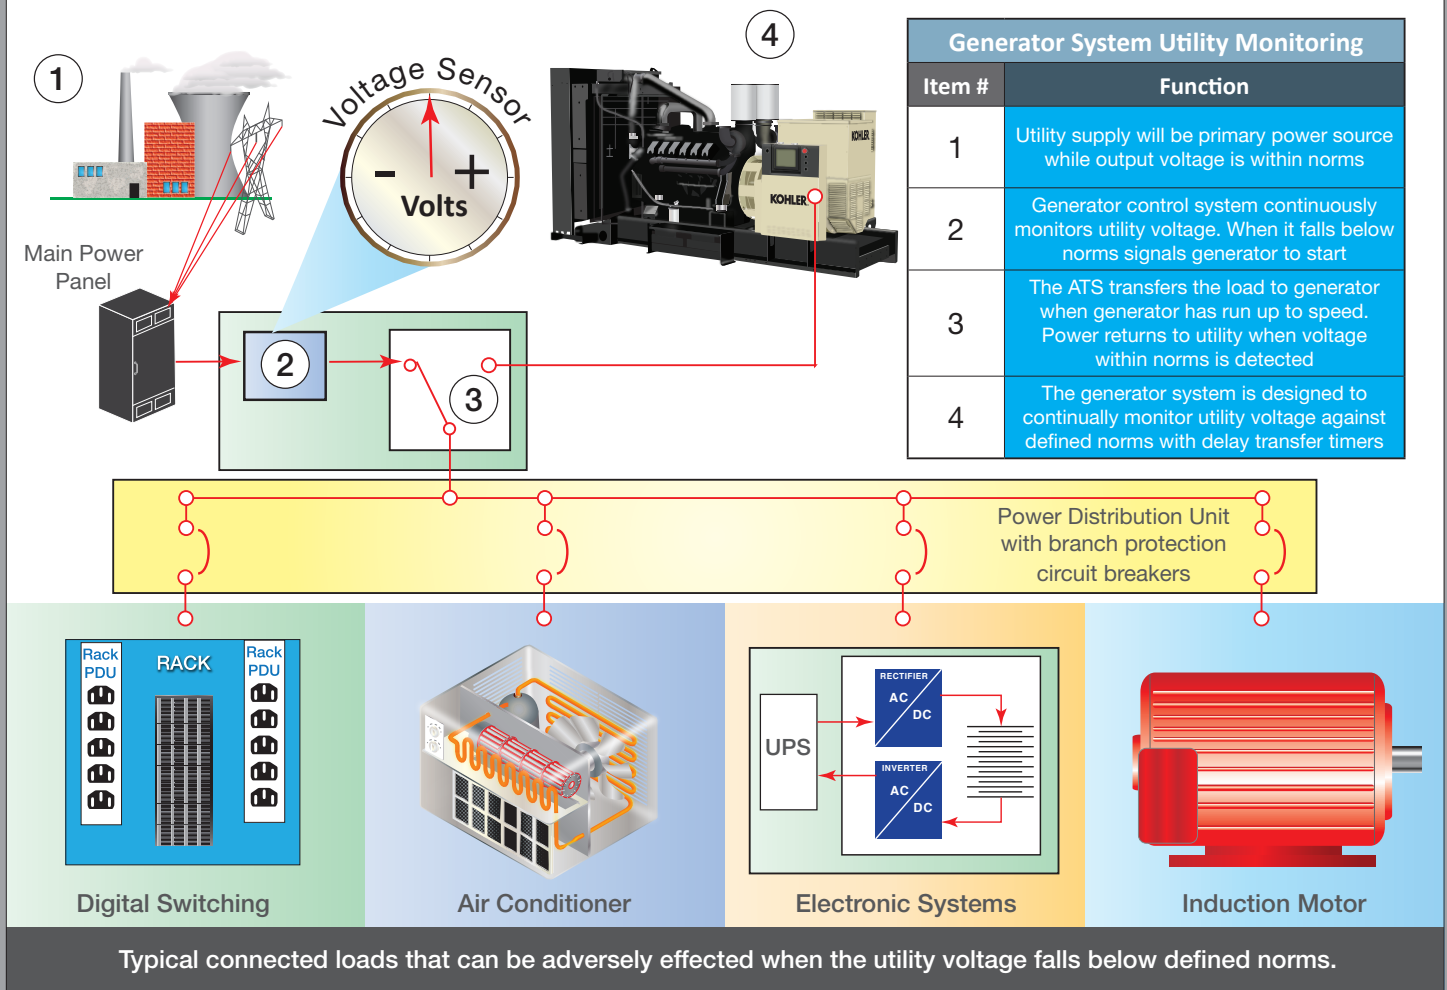 1
Voltage Sensor
- +
Volts
4
KOHLER
KOHLER
Main Power
Panel
2
3
Generator System Utility Monitoring
Item # Function
1
Utility supply will be primary power source
while output voltage is within norms
2
Generator control system continuously
monitors utility voltage. When it falls below
norms signals generator to start
3
The ATS transfers the load to generator
when generator has run up to speed.
Power returns to utility when voltage
within norms is detected
4
The generator system is designed to
continually monitor utility voltage against
defined norms with delay transfer timers
Power Distribution Unit
with branch protection
circuit breakers
Rack
PDU
RACK
Rack
PDU
Digital Switching
Air Conditioner
UPS
RECTIFIER
AC
DC
INVERTER
AC
DC
Electronic Systems
Induction Motor
Typical connected loads that can be adversely effected when the utility voltage falls below defined norms.